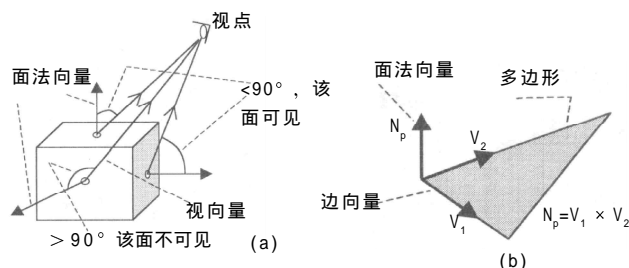 视点
面法向量
<90°，该
面可见
视向量
＞90°该面不可见
(a)
面法向量
多边形
Np
V2
边向量
V1
Np=V1 × V2
(b)